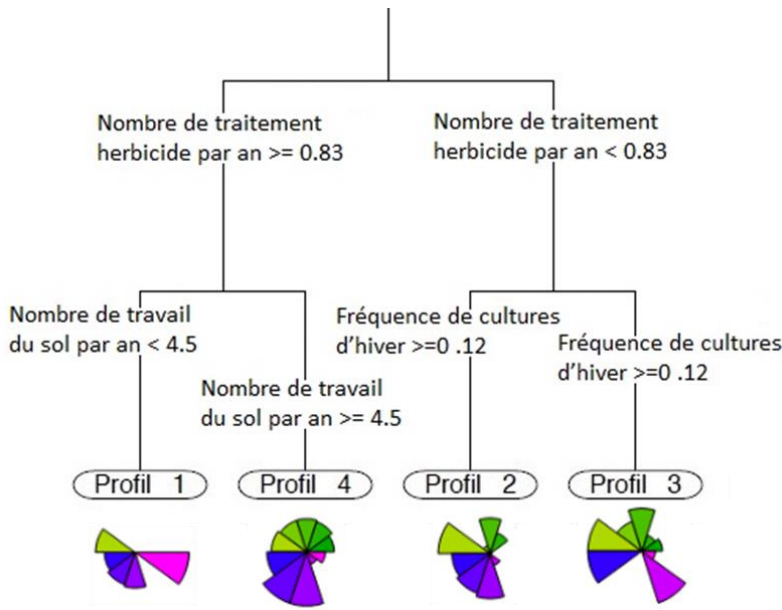 Nombre de traitement
herbicide par an >= 0.83
Nombre de traitement
herbicide par an < 0.83
Nombre de travail
du sol par an < 4.5
Nombre de travail
du sol par an >= 4.5
Fréquence de cultures
d'hiver >=0 .12
Fréquence de cultures
d'hiver >=0 .12
Profil 1
Profil 4
Profil 2
Profil 3